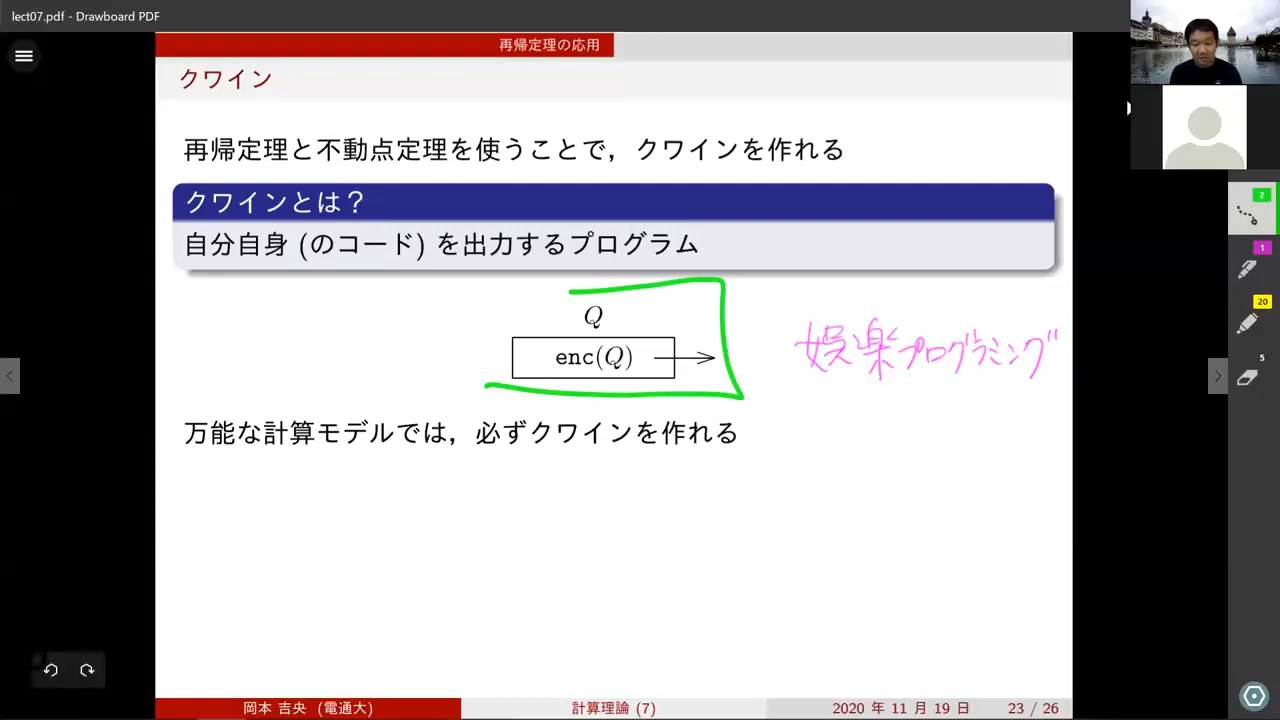 lect07.pdf - Drawboard PDF
再帰定理の応用
クワイン
再帰定理と不動点定理を使うことで，クワインを作れる
クワインとは？
自分自身 (のコード) を出力するプログラム
Q
enc(Q)
娯楽プログラミング
万能な計算モデルでは，必ずクワインを作れる
2
1
20
5
岡本 吉央 (電通大)
計算理論 (7)
2020 年 11 月 19 日
23 / 26